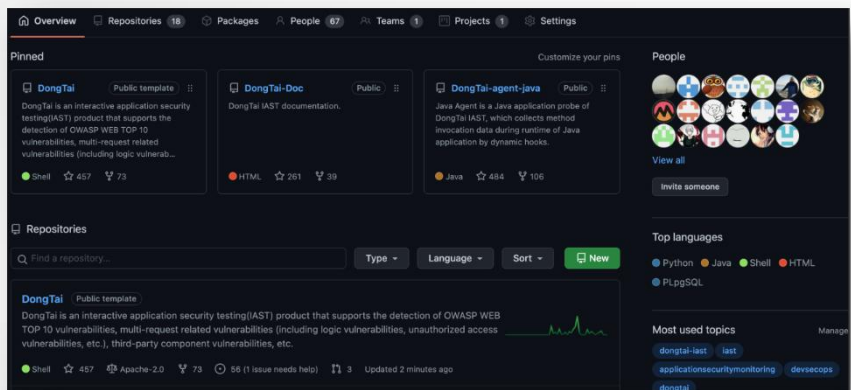 Overview Repositories 18 Packages People 67 Teams 1 Projects 1 Settings
Pinned
Customize your pins
DongTai Public template
DongTai is an interactive application security
testing(IAST) product that supports the
detection of OWASP WEB TOP 10
vulnerabilities, multi-request related
vulnerabilities (including logic vulnerab...
Shell 457 73
DongTai-Doc Public
DongTai IAST documentation.
HTML 261 39
DongTai-agent-java Public
Java Agent is a Java application probe of
DongTai IAST, which collects method
invocation data during runtime of Java
application by dynamic hooks.
Java 484 106
Repositories
Find a repository...
Type
Language
Sort
New
DongTai Public template
DongTai is an interactive application security testing(IAST) product that supports the detection of OWASP WEB
TOP 10 vulnerabilities, multi-request related vulnerabilities (including logic vulnerabilities, unauthorized access
vulnerabilities, etc.), third-party component vulnerabilities, etc.
Shell 457 Apache-2.0 73 56 (1 issue needs help) 3 Updated 2 minutes ago
People
View all
Invite someone
Top languages
Python Java Shell HTML
PLpgSQL
Most used topics
Manage
dongtai-iast iast
applicationsecuritymonitoring devsecops
dongtai